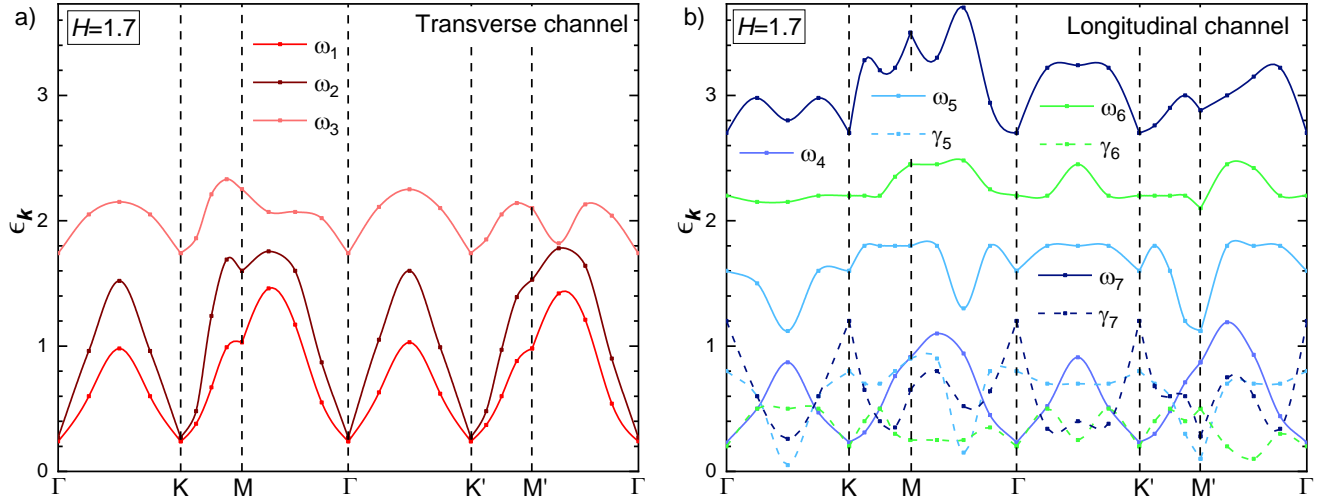 a)
H=1.7
Transverse channel
ω₁
ω₂
ω₃
ϵₖ
3
2
1
0
Γ K M Γ K' M' Γ
b)
H=1.7
Longitudinal channel
ω₅
γ₅
ω₆
γ₆
ω₄
ω₇
γ₇
ϵₖ
3
2
1
0
Γ K M Γ K' M' Γ